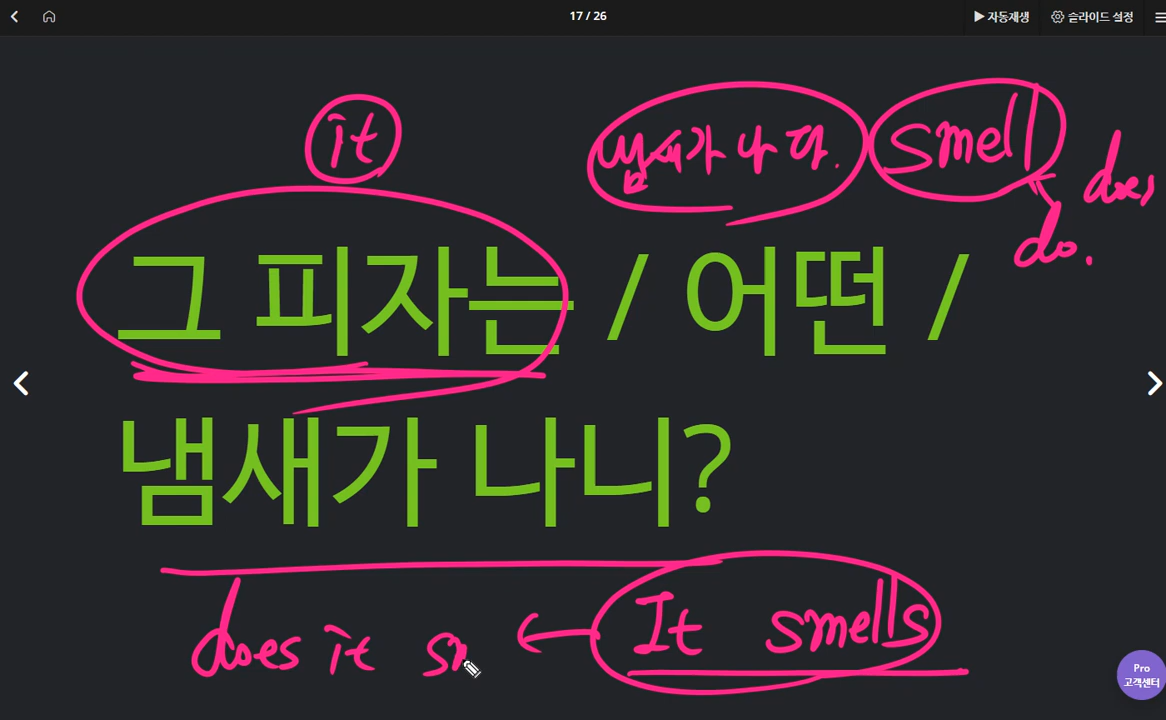 17 / 26
▶ 자동재생
슬라이드 설정
it
냄새가 나다.
smell
does
do.
그 피자는 / 어떤 /
냄새가 나니?
does it sm
It smells
Pro
고객센터